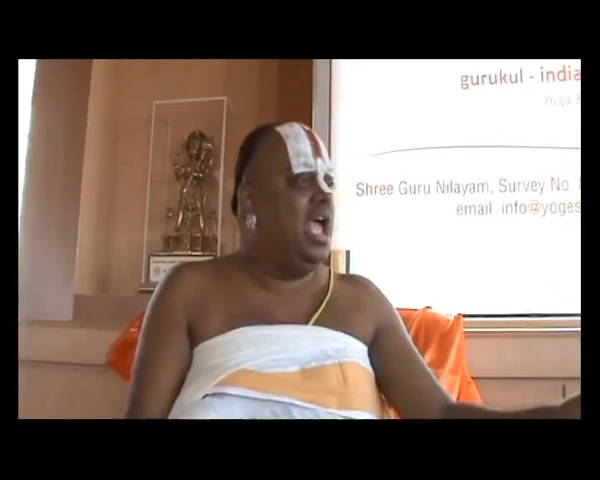 gurukul - india
Shree Guru Nilayam, Survey No.
email info@yoges